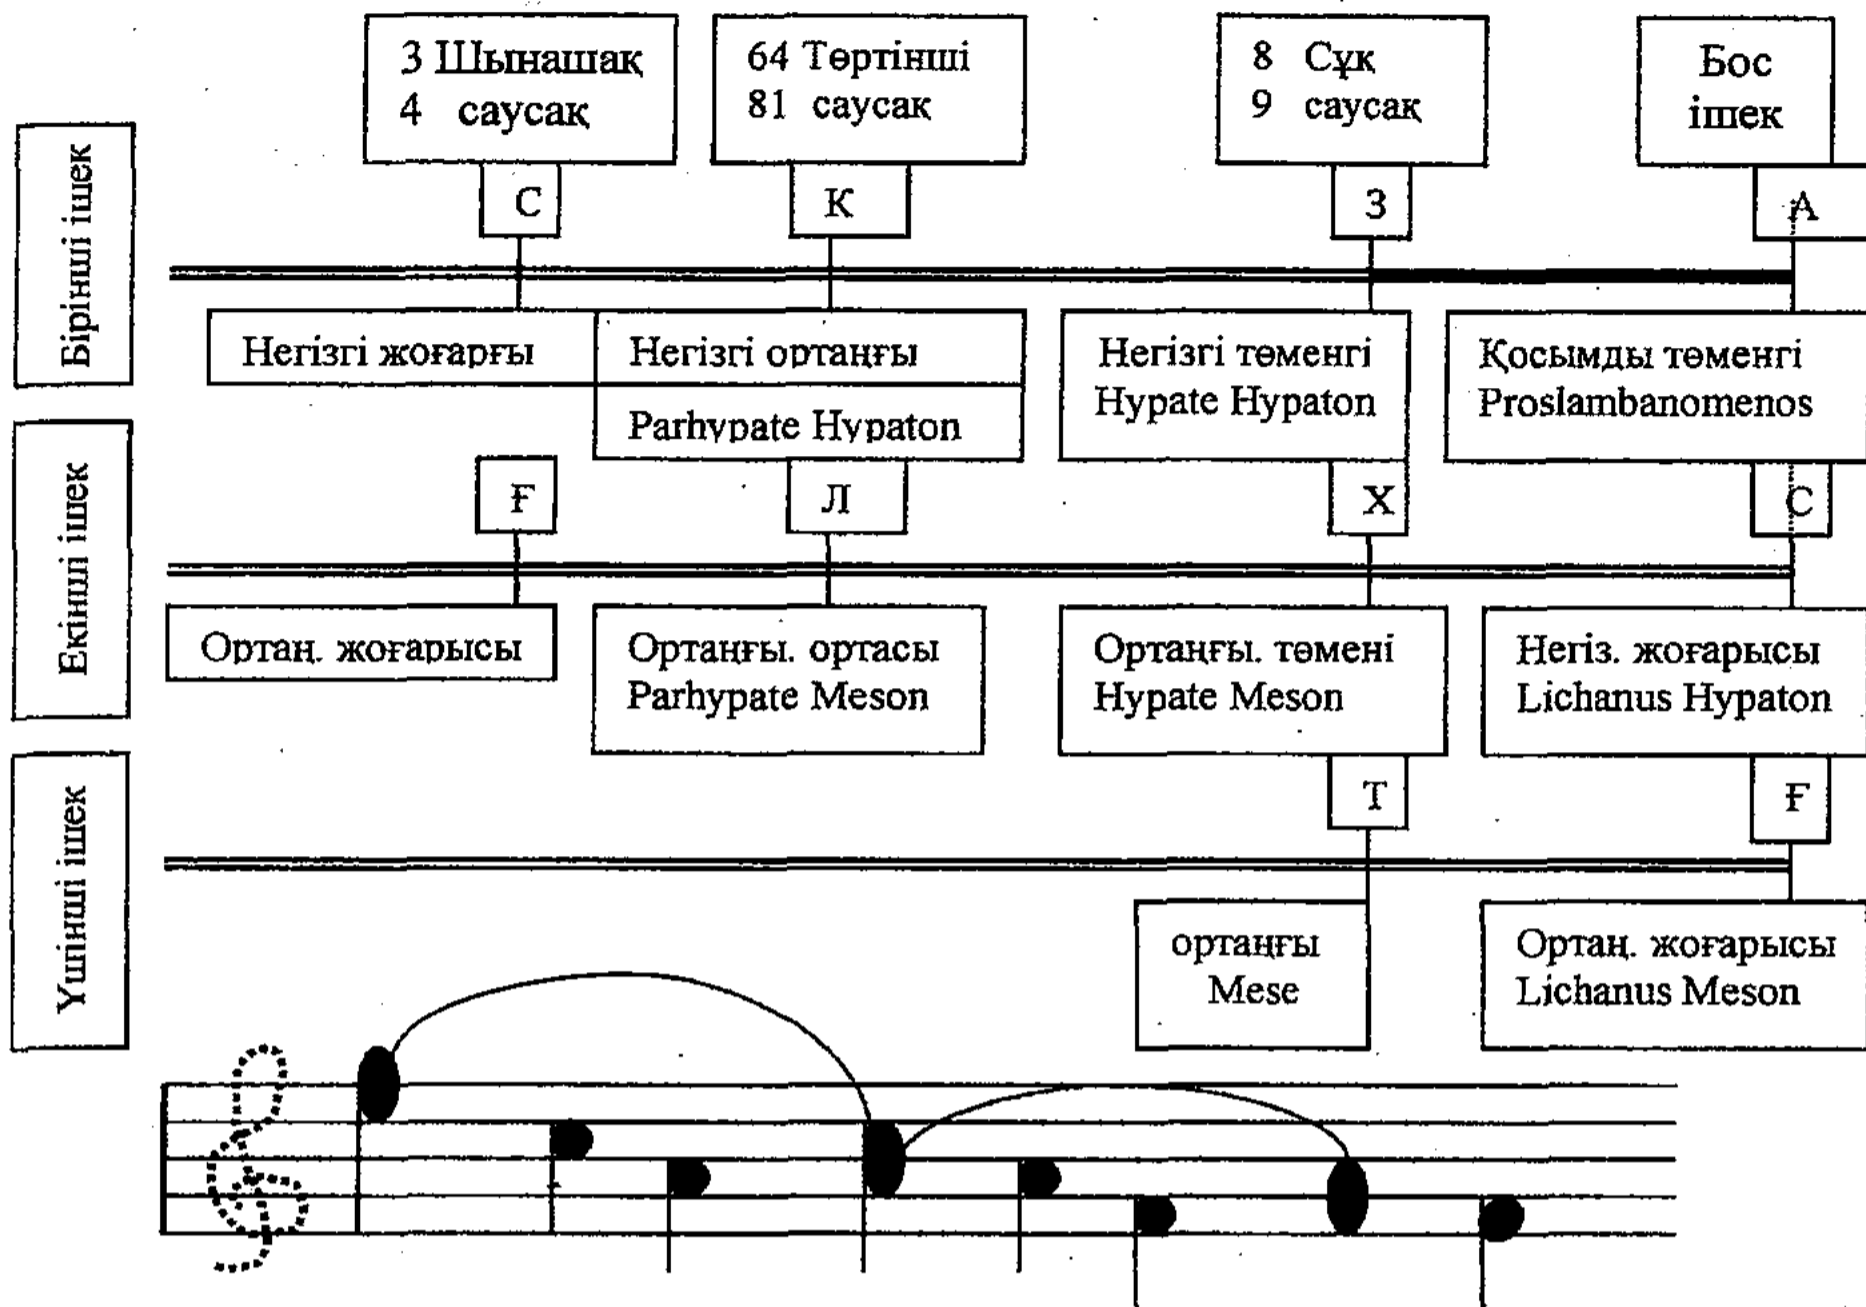 3 Шынашақ
4 саусақ
64 Төртінші
81 саусақ
8 Сұқ
9 саусақ
Бос
ішек
Бірінші ішек
С
К
З
А
Негізгі жоғарғы
Негізгі ортаңғы
Parhypate Hypaton
Негізгі төменгі
Hypate Hypaton
Қосымды төменгі
Proslambanomenos
Екінші ішек
Ғ
Л
Х
С
Ортаң. жоғарысы
Ортаңғы. ортасы
Parhypate Meson
Ортаңғы. төмені
Hypate Meson
Негіз. жоғарысы
Lichanus Hypaton
Үшінші ішек
Т
Ғ
ортаңғы
Mese
Ортаң. жоғарысы
Lichanus Meson